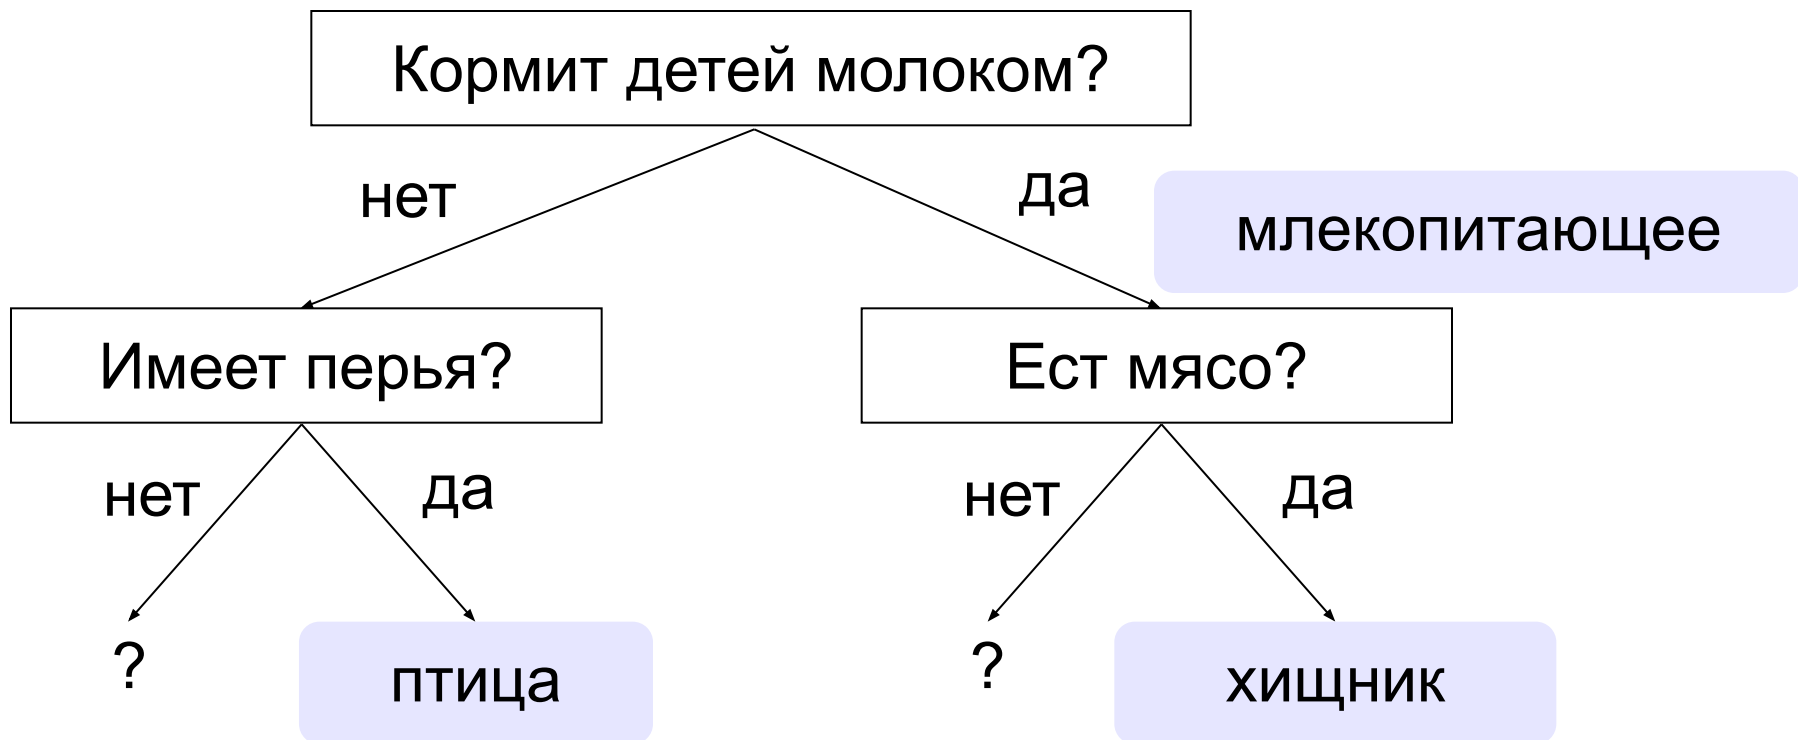 Кормит детей молоком?
нет
да
млекопитающее
Имеет перья?
Ест мясо?
нет
да
нет
да
?
птица
?
хищник